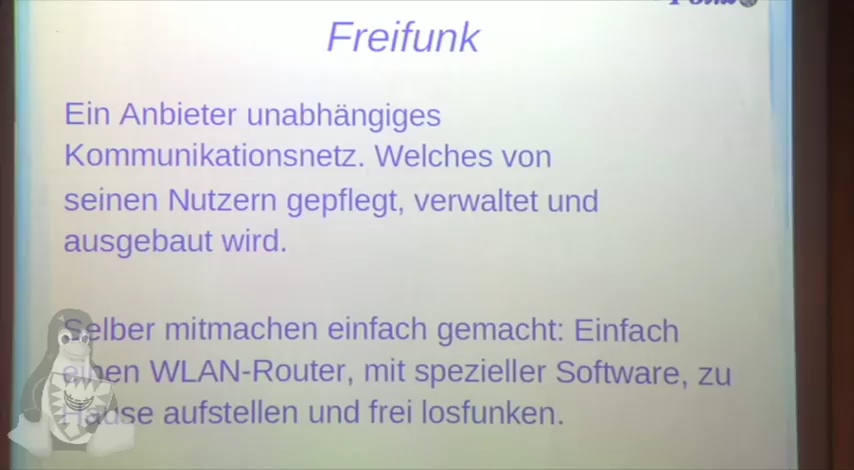 Freifunk
Ein Anbieter unabhängiges
Kommunikationsnetz. Welches von
seinen Nutzern gepflegt, verwaltet und
ausgebaut wird.
Selber mitmachen einfach gemacht: Einfach
einen WLAN-Router, mit spezieller Software, zu
Hause aufstellen und frei losfunken.